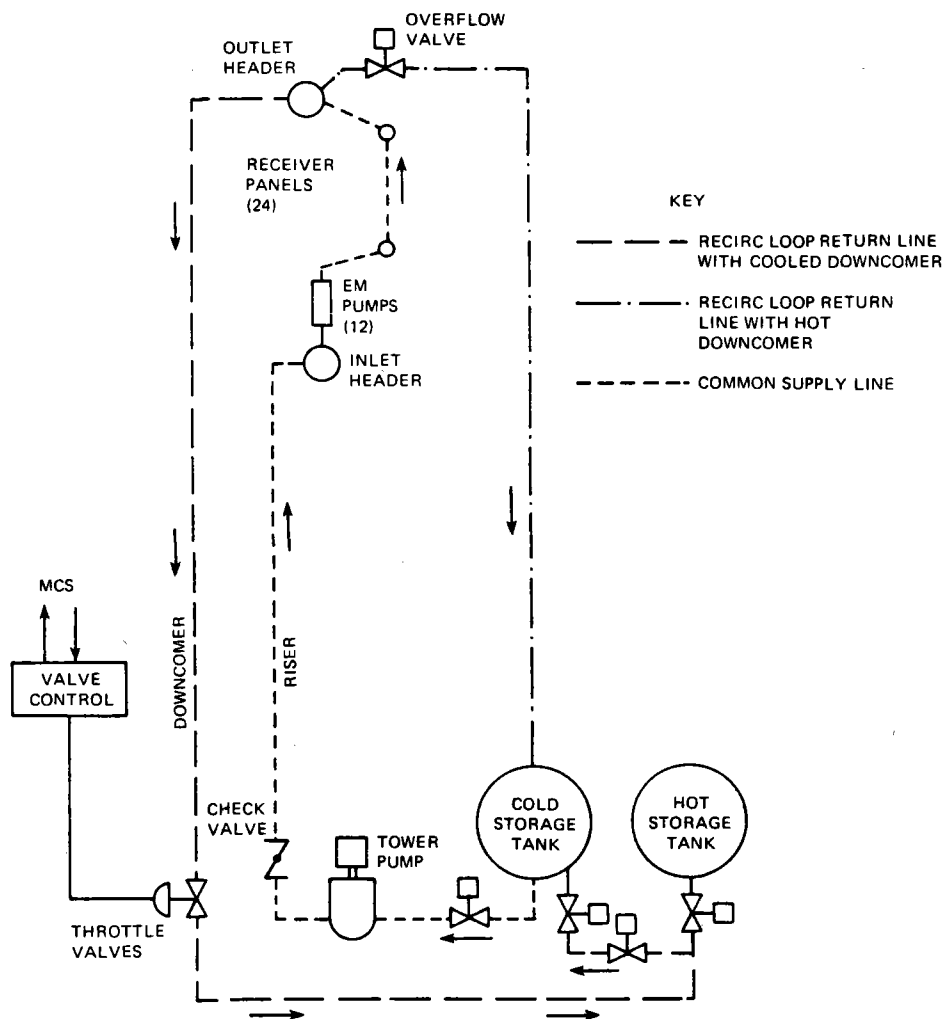 OVERFLOW
VALVE
OUTLET
HEADER
RECEIVER
PANELS
(24)
KEY
RECIRC LOOP RETURN LINE
WITH COOLED DOWNCOMER
RECIRC LOOP RETURN
LINE WITH HOT
DOWNCOMER
COMMON SUPPLY LINE
EM
PUMPS
(12)
INLET
HEADER
MCS
VALVE
CONTROL
DOWNCOMER
RISER
CHECK
VALVE
TOWER
PUMP
COLD
STORAGE
TANK
HOT
STORAGE
TANK
THROTTLE
VALVES